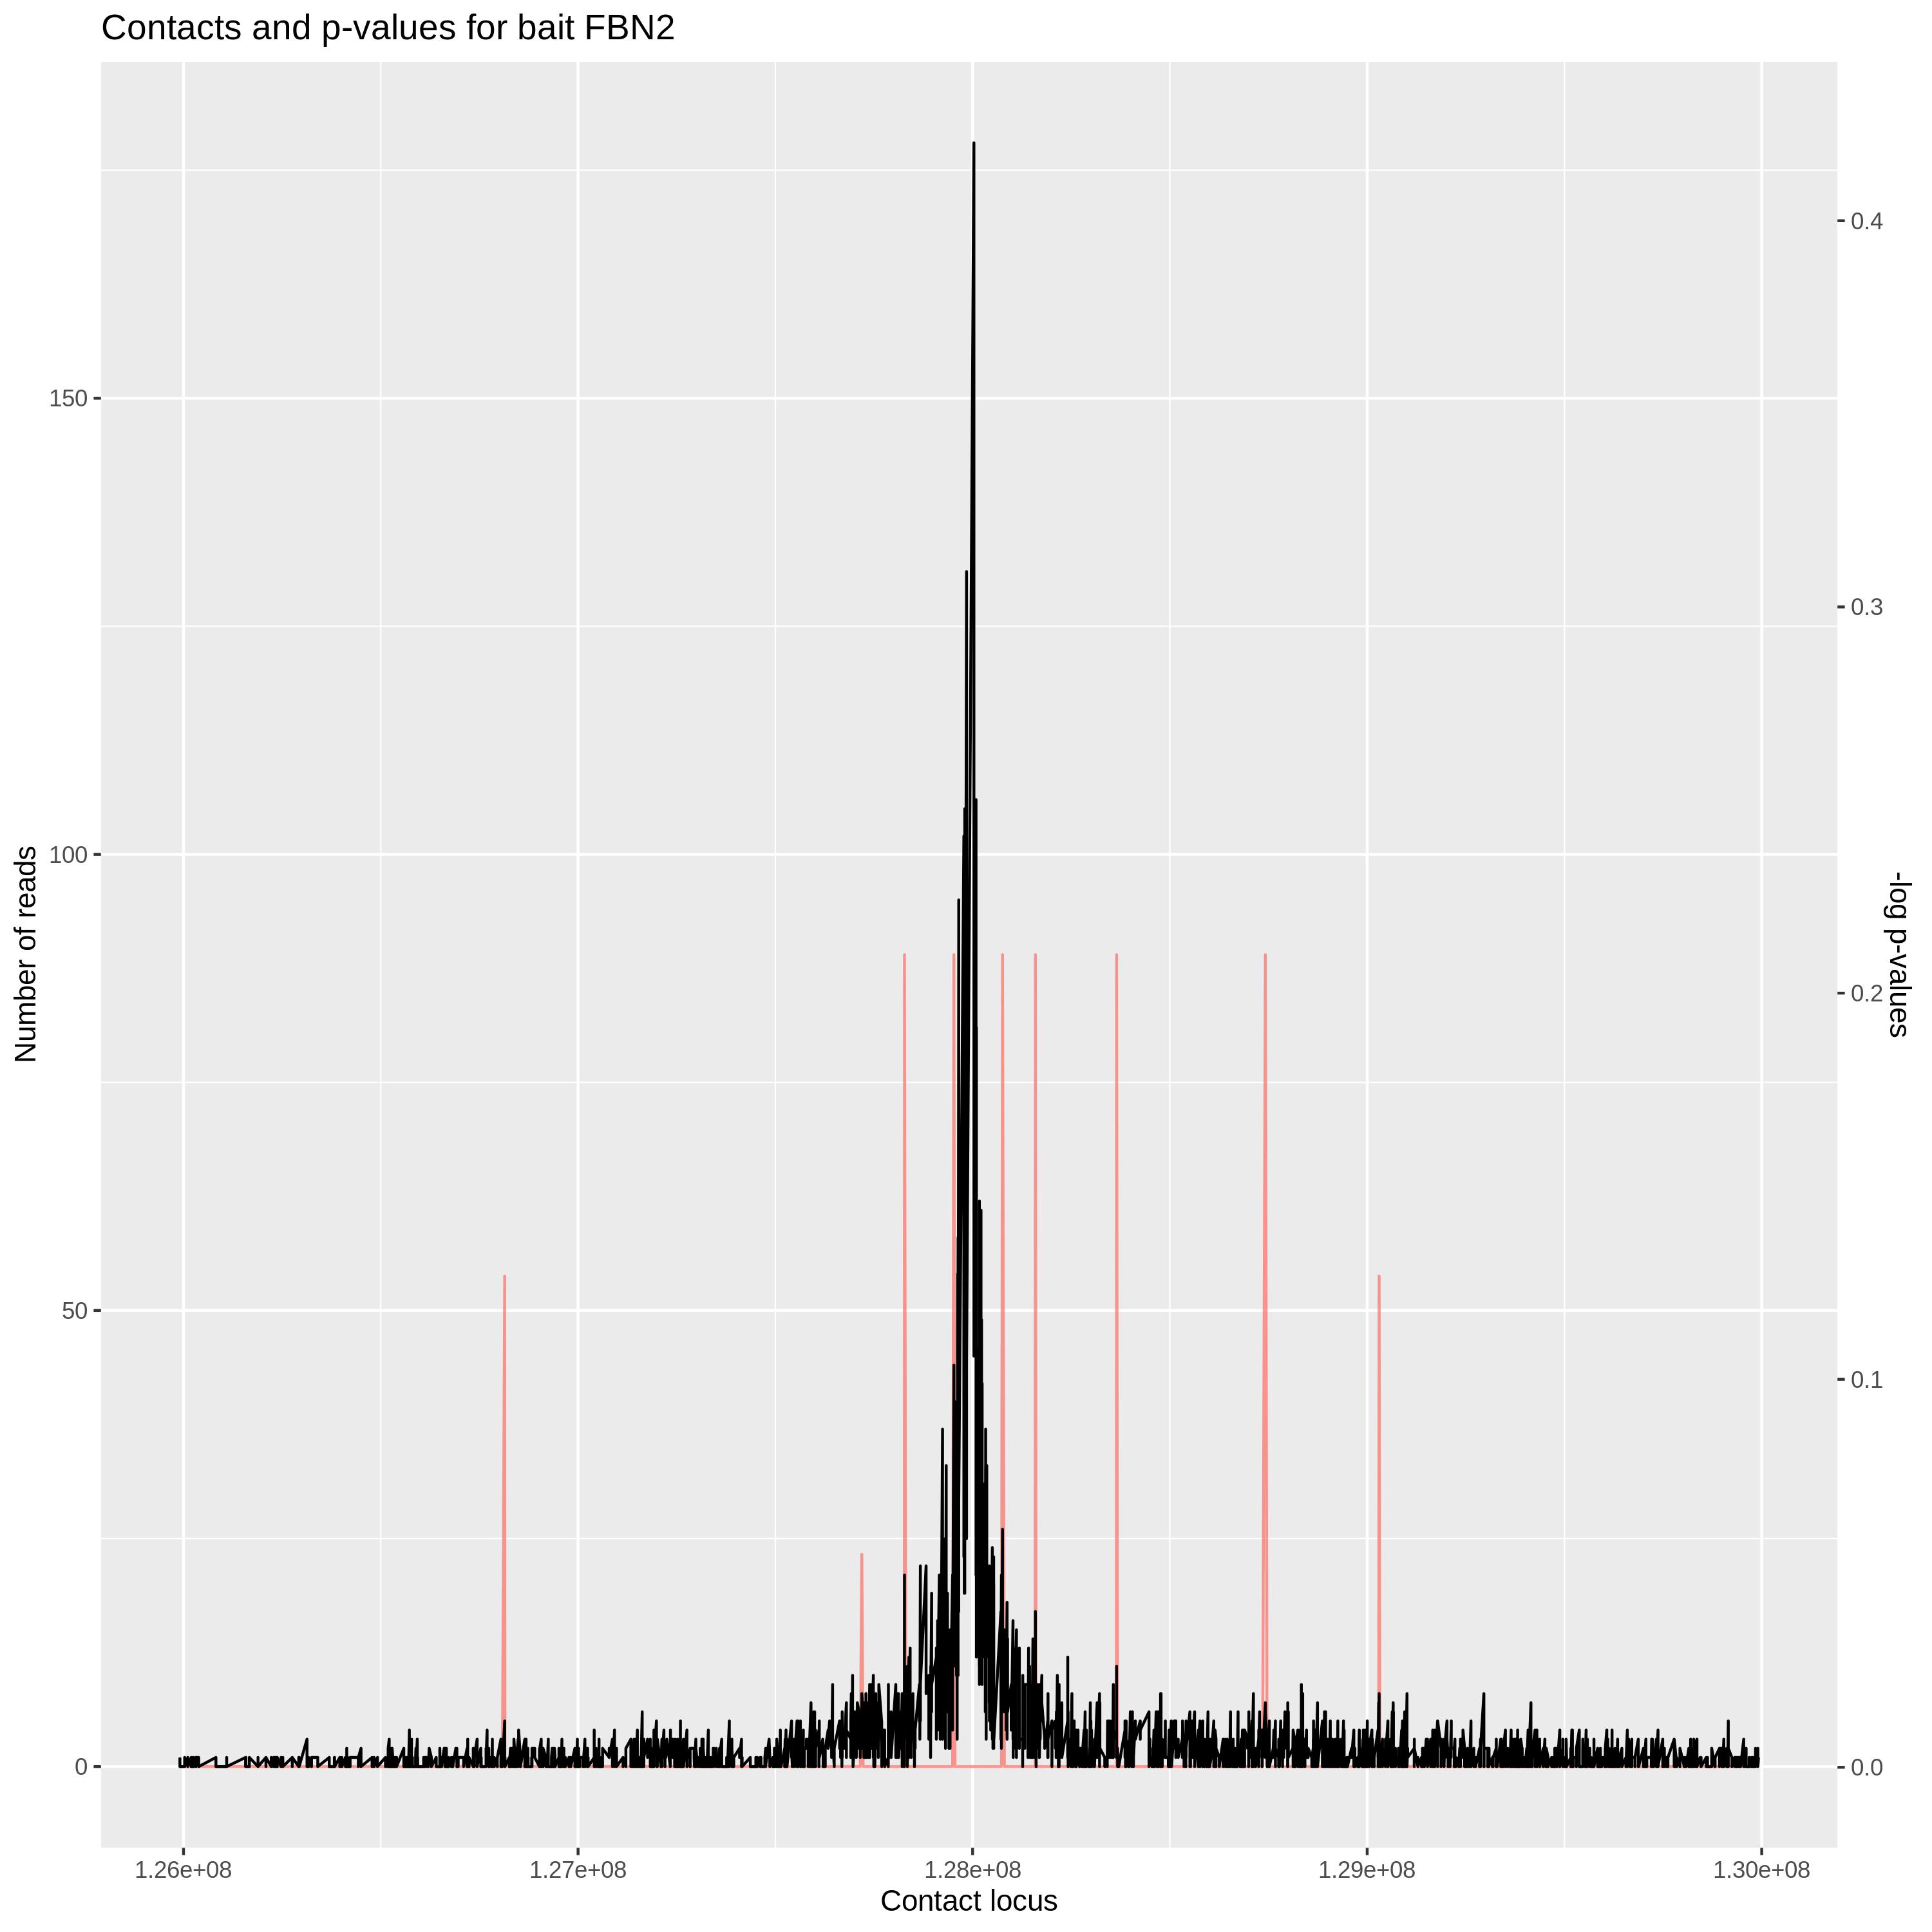 Contacts and p-values for bait FBN2
Number of reads
150
100
50
0
0.4
0.3
0.2
0.1
0.0
-log p-values
1.26e+08 1.27e+08 1.28e+08 1.29e+08 1.30e+08
Contact locus